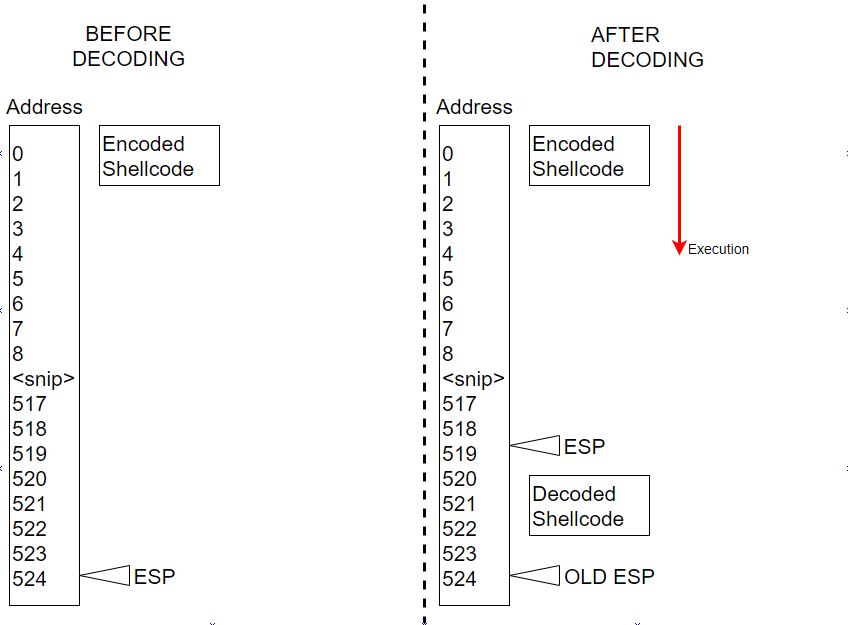 BEFORE
DECODING
Address
Encoded
Shellcode
0
1
2
3
4
5
6
7
8
<snip>
517
518
519
520
521
522
523
524
ESP
AFTER
DECODING
Address
Encoded
Shellcode
Execution
0
1
2
3
4
5
6
7
8
<snip>
517
518
519
520
521
522
523
524
ESP
Decoded
Shellcode
OLD ESP